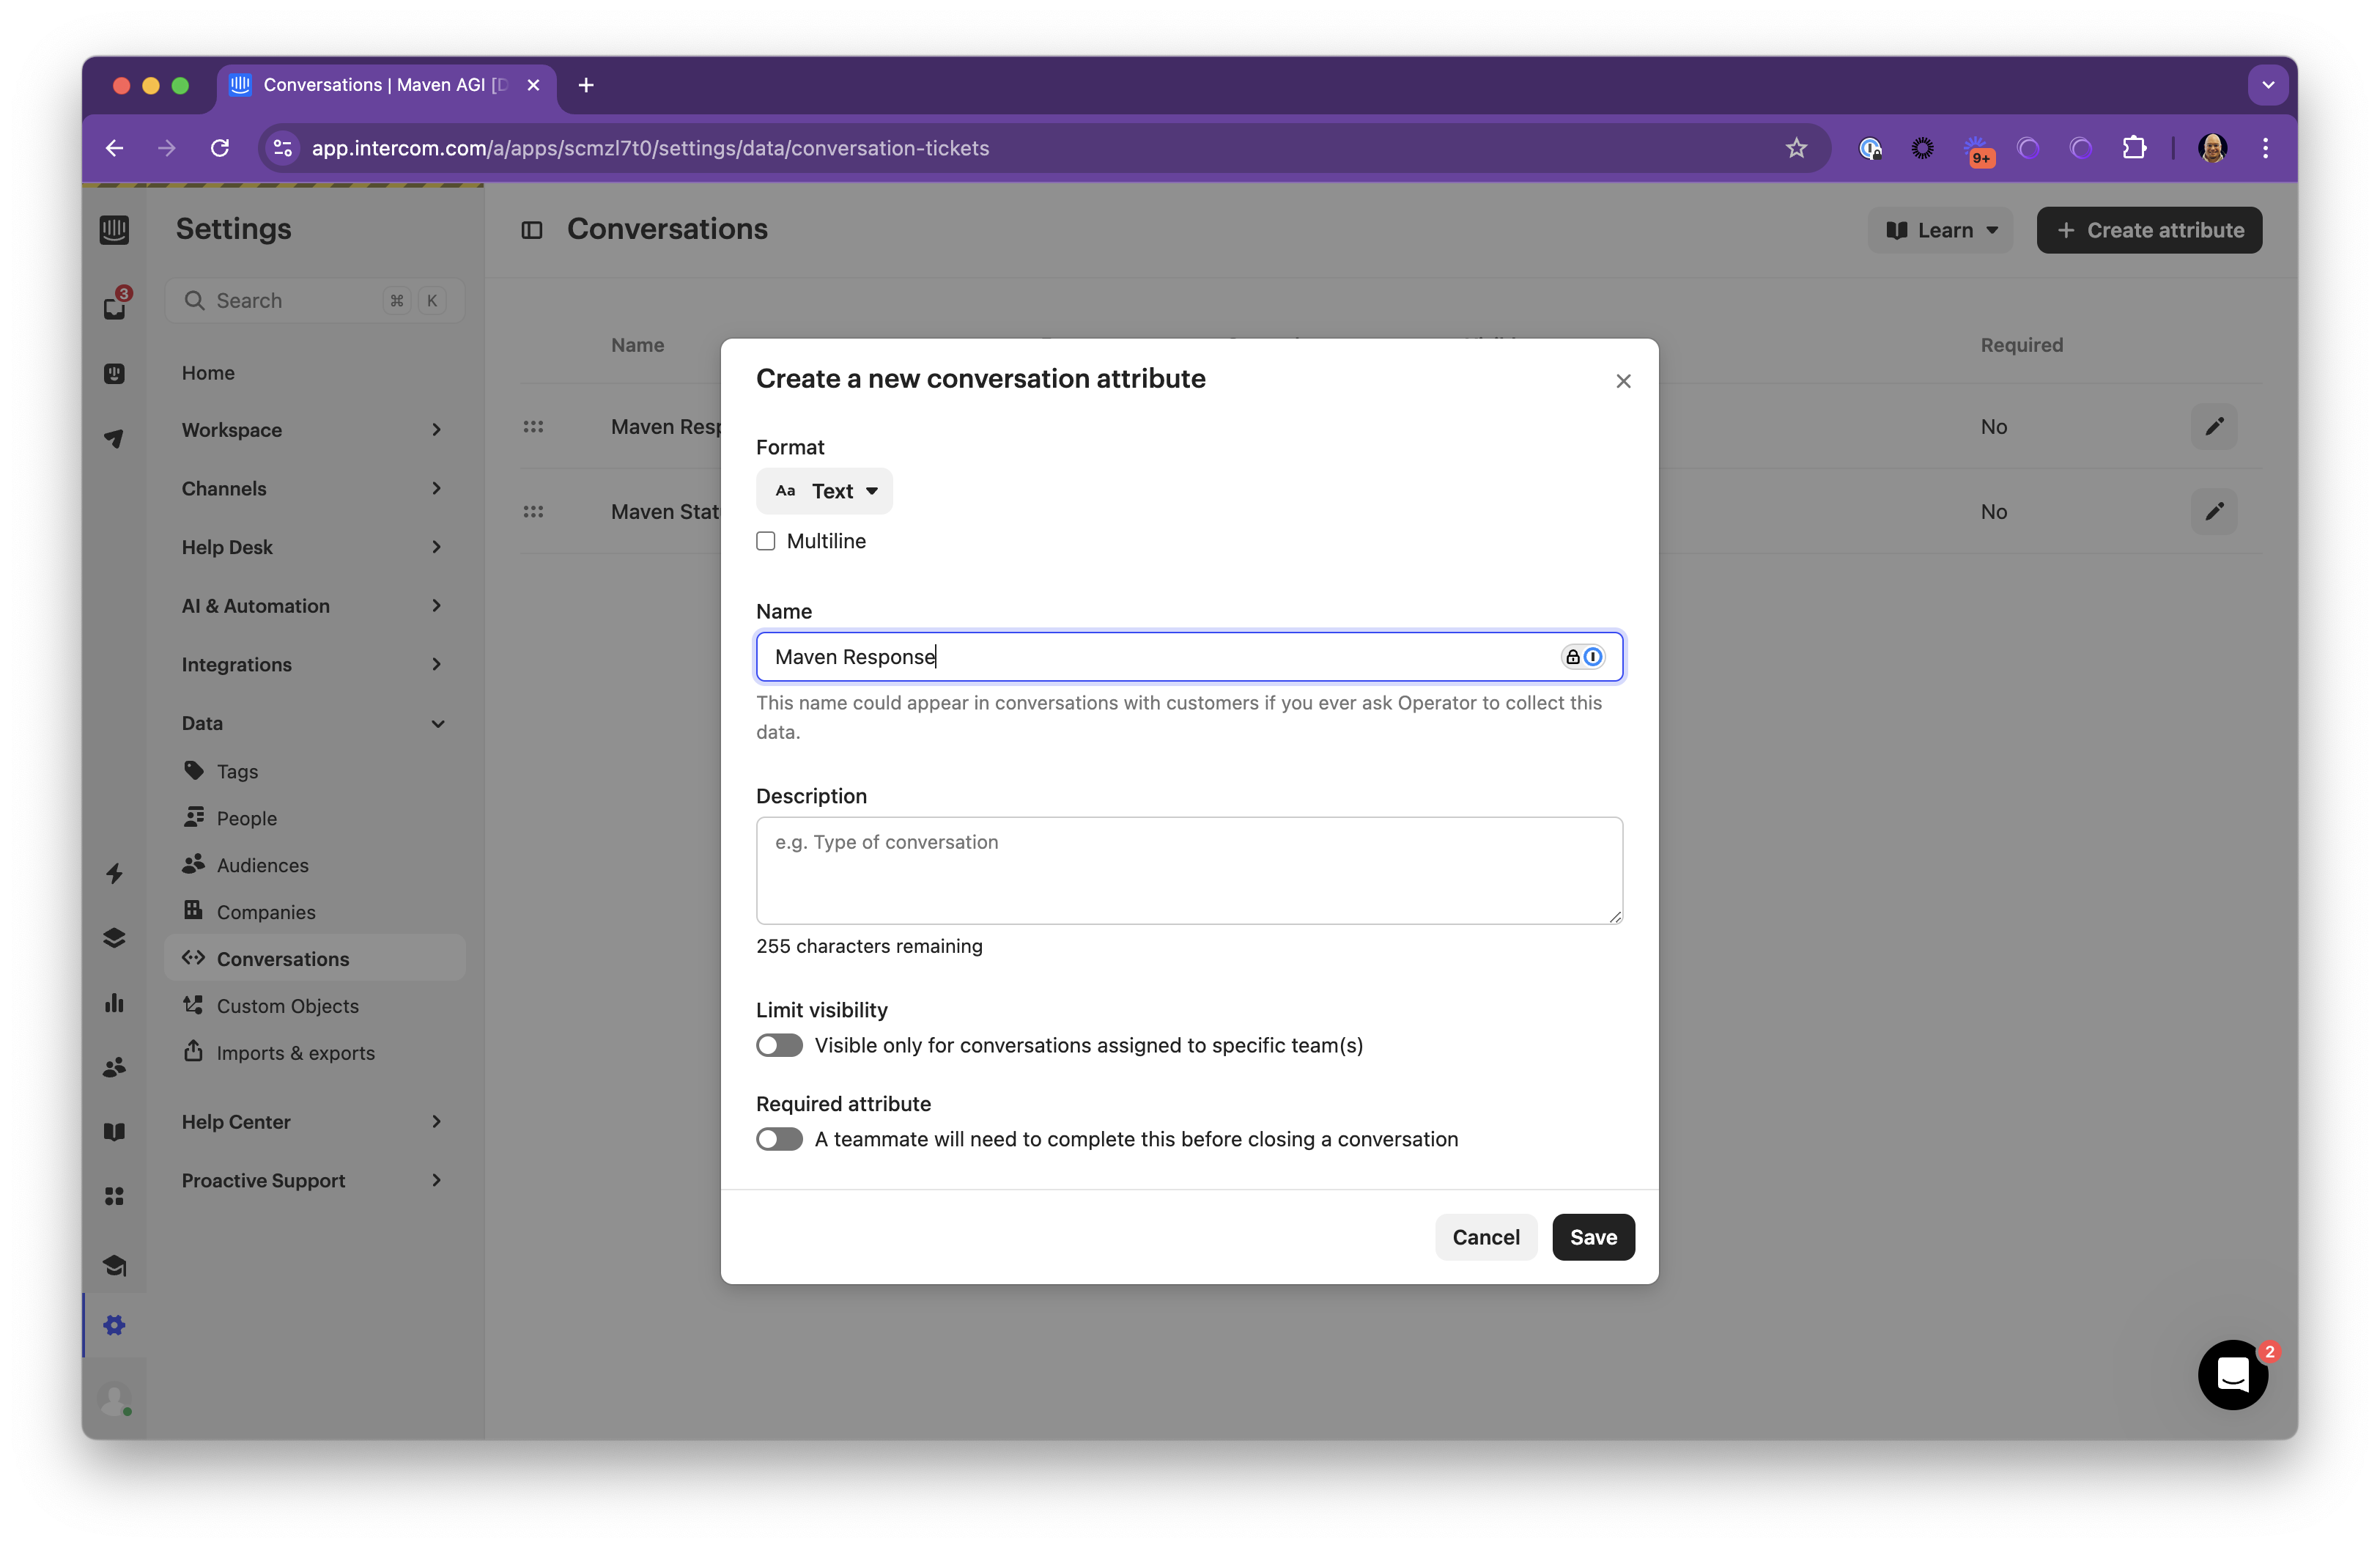 Conversations | Maven AGI [D
app.intercom.com/a/apps/scmzl7t0/settings/data/conversation-tickets
9+
Settings
Conversations
Learn
+ Create attribute
3
Search
⌘ K
Name
Required
Home
Workspace
Channels
Help Desk
AI & Automation
Integrations
Data
Tags
People
Audiences
Companies
Conversations
Custom Objects
Imports & exports
Help Center
Proactive Support
Maven Resp
No
Maven Stat
No
Create a new conversation attribute
Format
Aa Text
Multiline
Name
Maven Response
This name could appear in conversations with customers if you ever ask Operator to collect this
data.
Description
e.g. Type of conversation
255 characters remaining
Limit visibility
Visible only for conversations assigned to specific team(s)
Required attribute
A teammate will need to complete this before closing a conversation
Cancel
Save
2